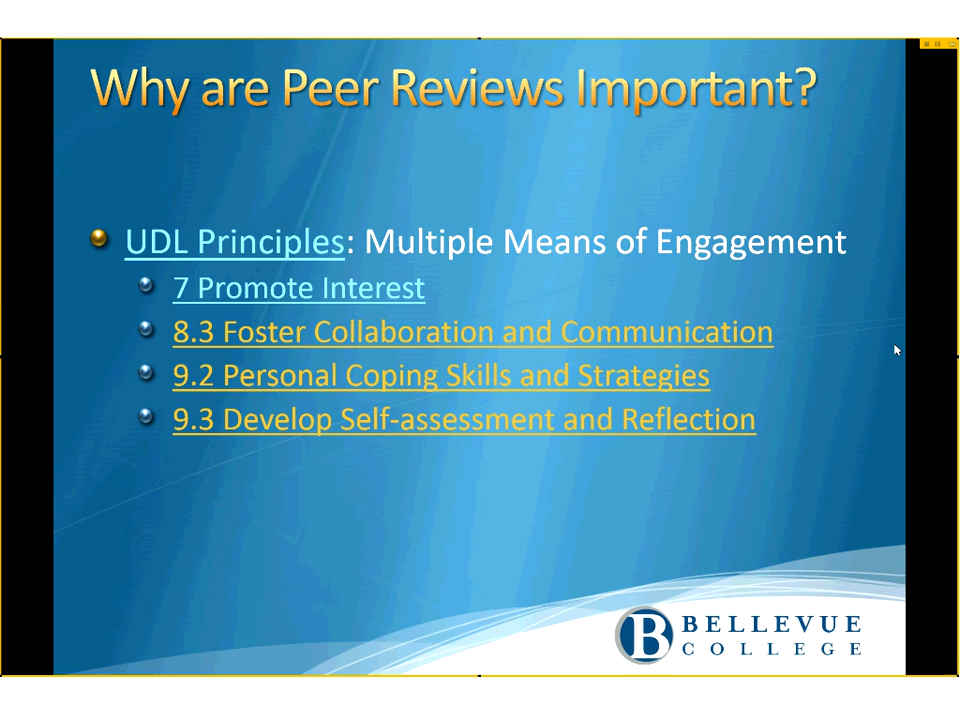 Why are Peer Reviews Important?
UDL Principles: Multiple Means of Engagement
7 Promote Interest
8.3 Foster Collaboration and Communication
9.2 Personal Coping Skills and Strategies
9.3 Develop Self-assessment and Reflection
B BELLEVUE
COLLEGE